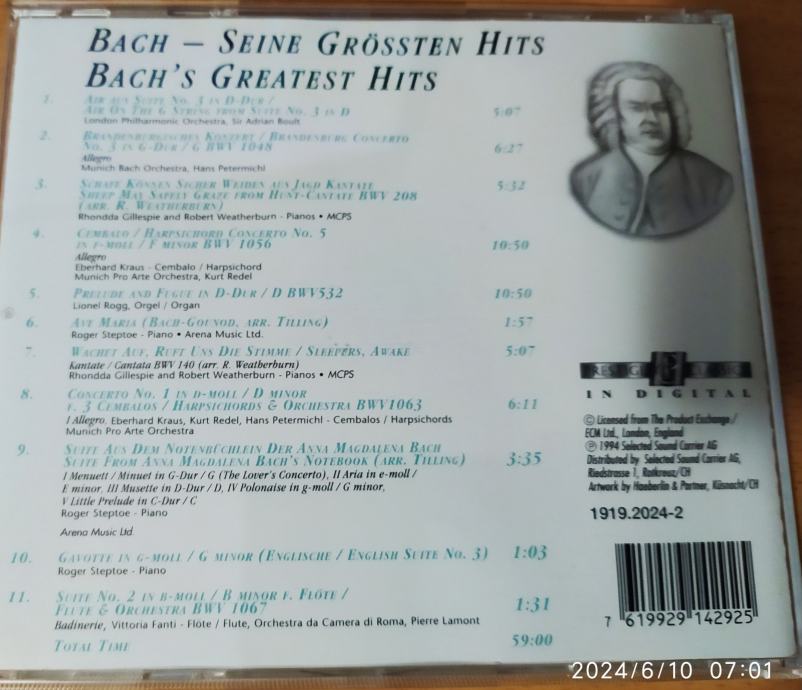 BACH – SEINE GRÖSSTEN HITS
BACH'S GREATEST HITS
1. AIR AUS SUITE NO. 3 IN D-DUR /
AIR ON THE G STRING FROM SUITE NO. 3 IN D 5:07
London Philharmonic Orchestra, Sir Adrian Boult
2. BRANDENBURGISCHES KONZERT / BRANDENBURG CONCERTO
NO. 3 IN G-DUR / G BWV 1048 6:27
Allegro
Munich Bach Orchestra, Hans Petermichl
3. SCHAFE KÖNNEN SICHER WEIDEN AUS JAGD KANTATE 5:32
SHEEP MAY SAFELY GRAZE FROM HUNT-CANTATE BWV 208
(ARR. R. WEATHERBURN)
Rhondda Gillespie and Robert Weatherburn - Pianos • MCPS
4. CEMBALO / HARPSICHORD CONCERTO NO. 5
IN F-MOLL / F MINOR BWV 1056 10:50
Allegro
Eberhard Kraus - Cembalo / Harpsichord
Munich Pro Arte Orchestra, Kurt Redel
5. PRELUDE AND FUGUE IN D-DUR / D BWV532 10:50
Lionel Rogg, Orgel / Organ
6. AVE MARIA (BACH-GOUNOD, ARR. TILLING) 1:57
Roger Steptoe - Piano • Arena Music Ltd.
7. WACHET AUF, RUFT UNS DIE STIMME / SLEEPERS, AWAKE 5:07
Kantate / Cantata BWV 140 (arr. R. Weatherburn)
Rhondda Gillespie and Robert Weatherburn - Pianos • MCPS
8. CONCERTO NO. 1 IN D-MOLL / D MINOR
F. 3 CEMBALOS / HARPSICHORDS & ORCHESTRA BWV1063 6:11
I Allegro, Eberhard Kraus, Kurt Redel, Hans Petermichl - Cembalos / Harpsichords
Munich Pro Arte Orchestra
9. SUITE AUS DEM NOTENBÜCHLEIN DER ANNA MAGDALENA BACH
SUITE FROM ANNA MAGDALENA BACH'S NOTEBOOK (ARR. TILLING) 3:35
I Menuett / Minuet in G-Dur / G (The Lover's Concerto), II Aria in e-moll /
E minor, III Musette in D-Dur / D, IV Polonaise in g-moll / G minor,
V Little Prelude in C-Dur / C
Roger Steptoe - Piano
Arena Music Ltd.
10. GAVOTTE IN G-MOLL / G MINOR (ENGLISCHE / ENGLISH SUITE NO. 3) 1:03
Roger Steptoe - Piano
11. SUITE NO. 2 IN B-MOLL / B MINOR F. FLÖTE /
FLUTE & ORCHESTRA BWV 1067 1:31
Badinerie, Vittoria Fanti - Flöte / Flute, Orchestra da Camera di Roma, Pierre Lamont
TOTAL TIME 59:00
IN DIGITAL
© Licensed from The Product Exchange /
ECM Ltd., London, England
℗ 1994 Selected Sound Carrier AG
Distributed by Selected Sound Carrier AG,
Riedstrasse 1, Rotkreuz/CH
Artwork by Haeberlin & Partner, Küsnacht/CH
1919.2024-2
7 619929 142925
2024/6/10 07:01